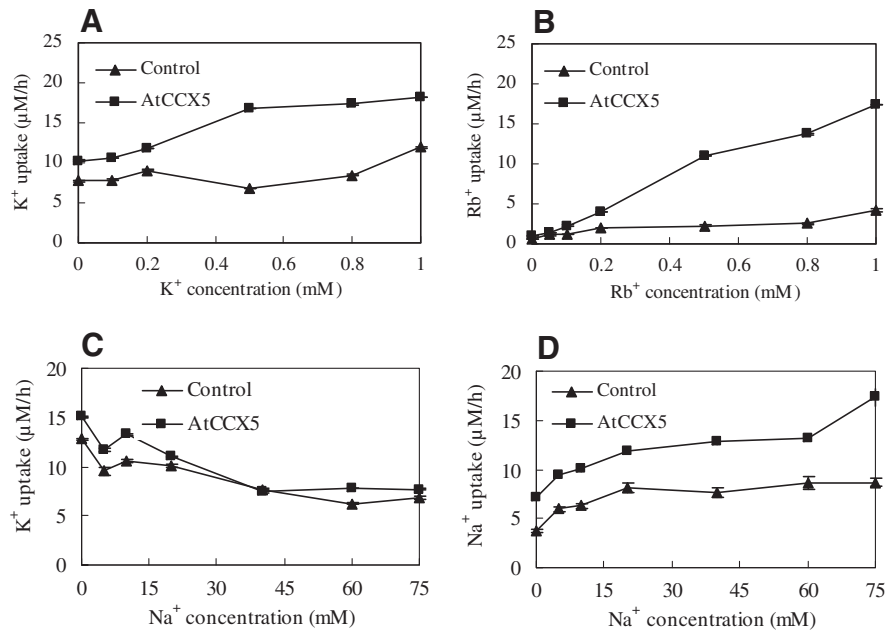 A
25
20
15
10
5
0
K⁺ uptake (μM/h)
Control
AtCCX5
0 0.2 0.4 0.6 0.8 1
K⁺ concentration (mM)
B
25
20
15
10
5
0
Rb⁺ uptake (μM/h)
Control
AtCCX5
0 0.2 0.4 0.6 0.8 1
Rb⁺ concentration (mM)
C
20
15
10
5
0
K⁺ uptake (μM/h)
Control
AtCCX5
0 15 30 45 60 75
Na⁺ concentration (mM)
D
20
15
10
5
0
Na⁺ uptake (μM/h)
Control
AtCCX5
0 15 30 45 60 75
Na⁺ concentration (mM)